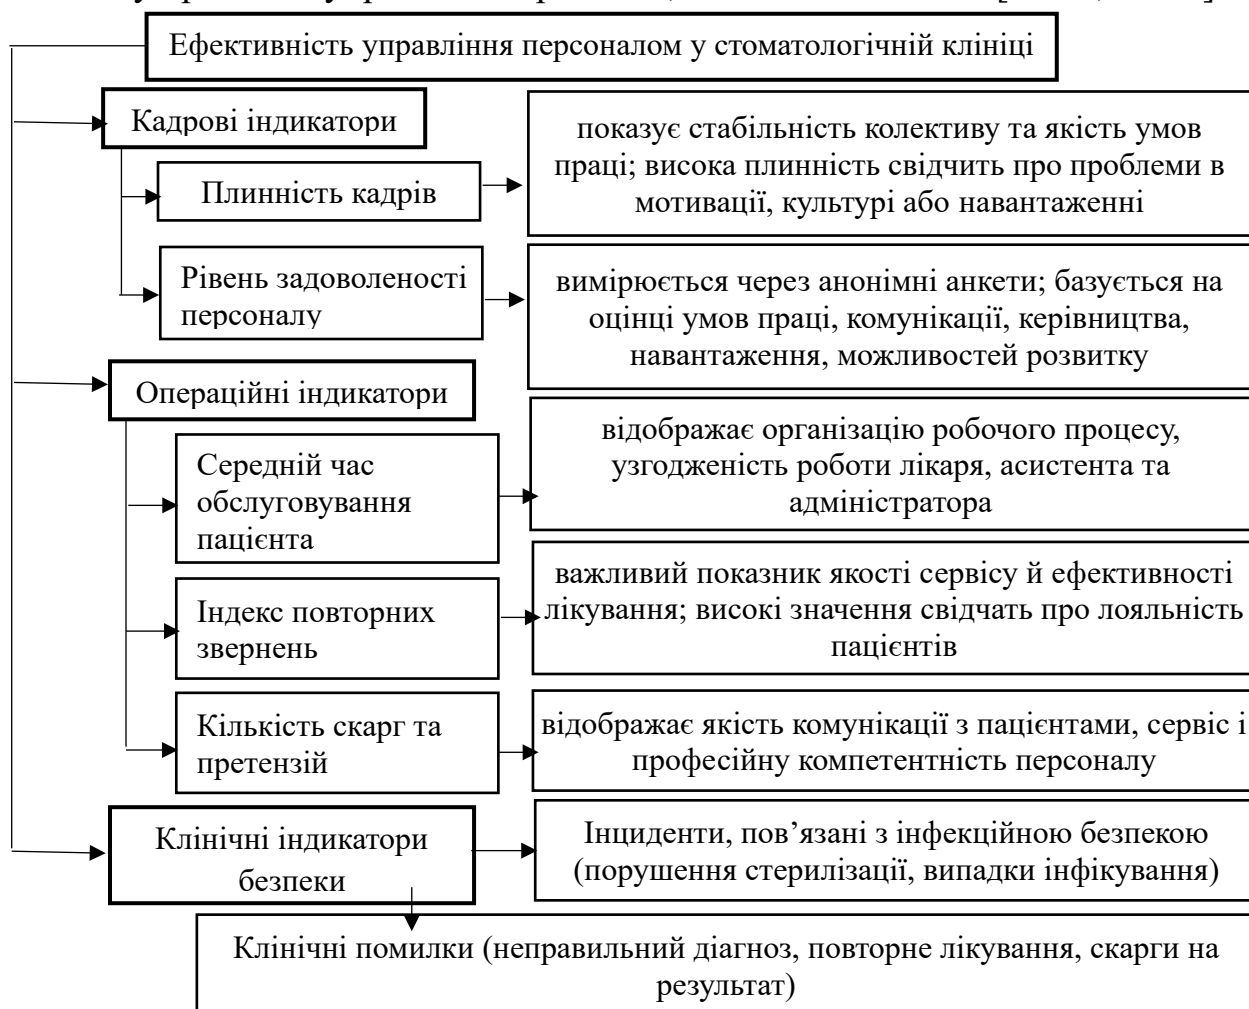 Ефективність управління персоналом у стоматологічній клініці
Кадрові індикатори
Плинність кадрів
показує стабільність колективу та якість умов
праці; висока плинність свідчить про проблеми в
мотивації, культурі або навантаженні
Рівень задоволеності
персоналу
вимірюється через анонімні анкети; базується на
оцінці умов праці, комунікації, керівництва,
навантаження, можливостей розвитку
Операційні індикатори
Середній час
обслуговування
пацієнта
відображає організацію робочого процесу,
узгодженість роботи лікаря, асистента та
адміністратора
Індекс повторних
звернень
важливий показник якості сервісу й ефективності
лікування; високі значення свідчать про лояльність
пацієнтів
Кількість скарг та
претензій
відображає якість комунікації з пацієнтами, сервіс і
професійну компетентність персоналу
Клінічні індикатори
безпеки
Інциденти, пов’язані з інфекційною безпекою
(порушення стерилізації, випадки інфікування)
Клінічні помилки (неправильний діагноз, повторне лікування, скарги на
результат)